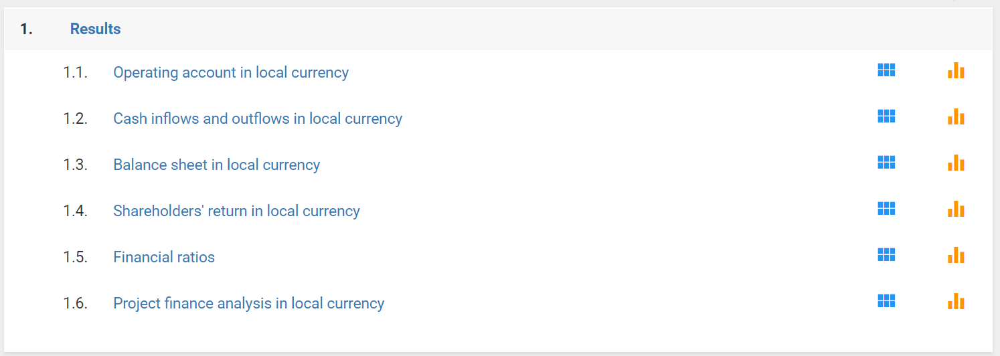 1. Results
1.1. Operating account in local currency
1.2. Cash inflows and outflows in local currency
1.3. Balance sheet in local currency
1.4. Shareholders' return in local currency
1.5. Financial ratios
1.6. Project finance analysis in local currency